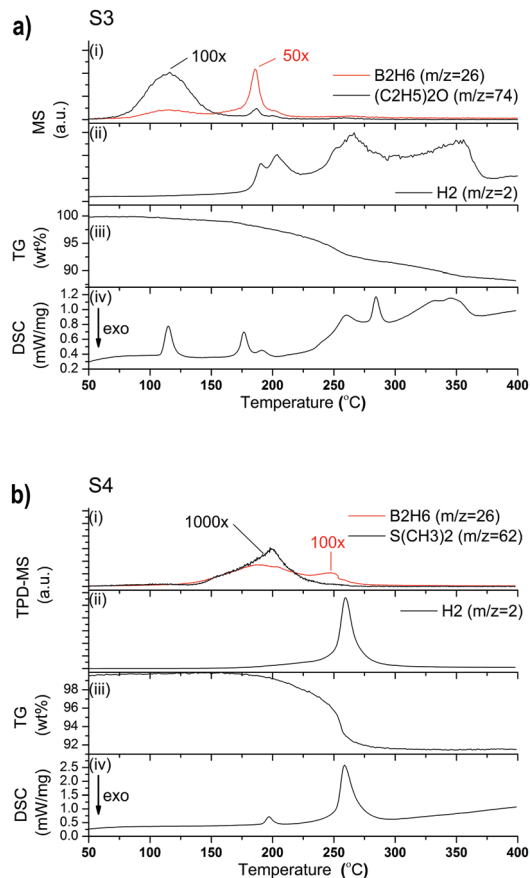 a) S3
(i)
100x
50x
B2H6 (m/z=26)
(C2H5)2O (m/z=74)
MS
(a.u.)
(ii)
H2 (m/z=2)
100
95
90
TG
(wt%)
(iii)
1.2
1.0
0.8
0.6
0.4
0.2
DSC
(mW/mg)
(iv)
exo
50 100 150 200 250 300 350 400
Temperature (°C)
b) S4
(i)
1000x
100x
B2H6 (m/z=26)
S(CH3)2 (m/z=62)
TPD-MS
(a.u.)
(ii)
H2 (m/z=2)
98
96
94
92
TG
(wt%)
(iii)
2.5
2.0
1.5
1.0
0.5
0.0
DSC
(mW/mg)
(iv)
exo
50 100 150 200 250 300 350 400
Temperature (°C)